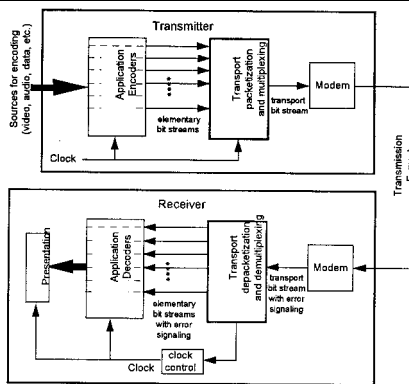 Transmitter
Sources for encoding
(video, audio, data, etc.)
Application
Encoders
elementary
bit streams
Transport
packetization
and multiplexing
transport
bit stream
Modem
Clock
Transmission
Receiver
Presentation
Application
Decoders
elementary
bit streams
with error
signaling
Transport
depacketization
and demultiplexing
transport
bit stream
with error
signaling
Modem
Clock
clock
control